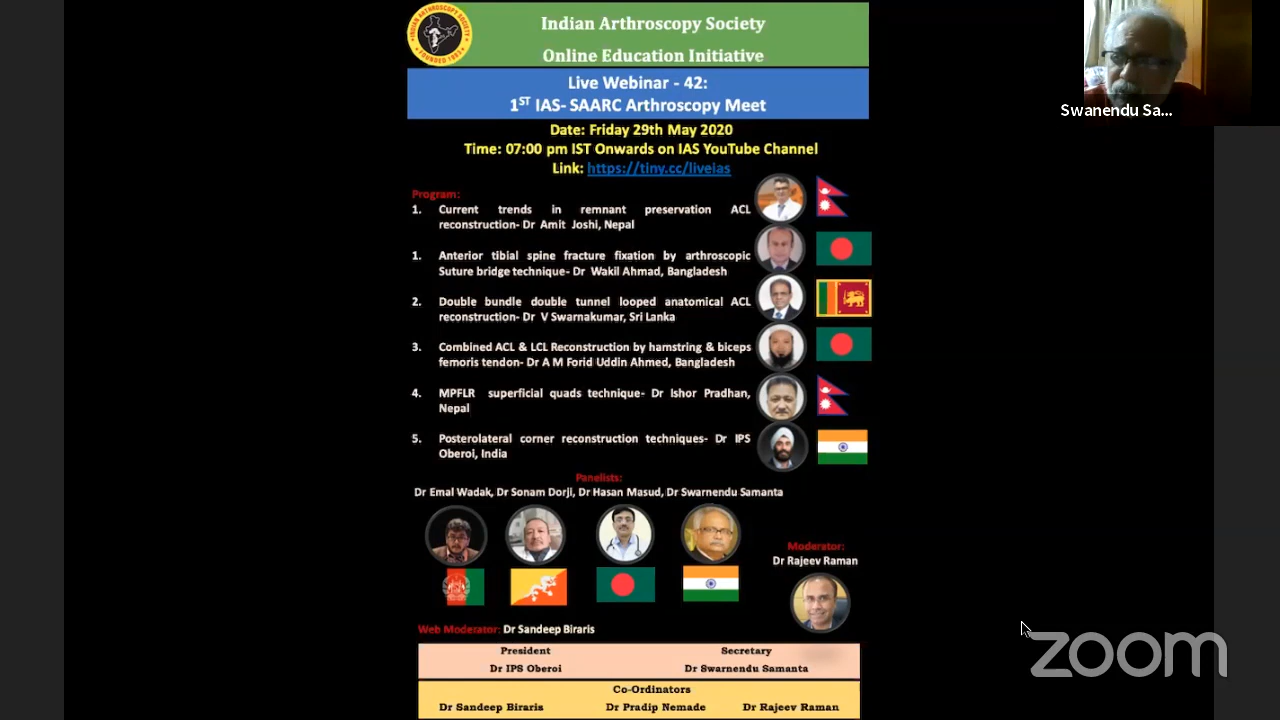 INDIAN ARTHROSCOPY SOCIETY
FOUNDED 1983
Indian Arthroscopy Society
Online Education Initiative
Live Webinar - 42:
1ST IAS- SAARC Arthroscopy Meet
Date: Friday 29th May 2020
Time: 07:00 pm IST Onwards on IAS YouTube Channel
Link: https://tiny.cc/liveias
Program:
1. Current trends in remnant preservation ACL
reconstruction- Dr Amit Joshi, Nepal
1. Anterior tibial spine fracture fixation by arthroscopic
Suture bridge technique- Dr Wakil Ahmad, Bangladesh
2. Double bundle double tunnel looped anatomical ACL
reconstruction- Dr V Swarnakumar, Sri Lanka
3. Combined ACL & LCL Reconstruction by hamstring & biceps
femoris tendon- Dr A M Forid Uddin Ahmed, Bangladesh
4. MPFLR superficial quads technique- Dr Ishor Pradhan,
Nepal
5. Posterolateral corner reconstruction techniques- Dr IPS
Oberoi, India
Panelists:
Dr Emal Wadak, Dr Sonam Dorji, Dr Hasan Masud, Dr Swarnendu Samanta
Moderator:
Dr Rajeev Raman
Web Moderator: Dr Sandeep Biraris
President Secretary
Dr IPS Oberoi Dr Swarnendu Samanta
Co-Ordinators
Dr Sandeep Biraris Dr Pradip Nemade Dr Rajeev Raman
Swanendu Sa...
zoom